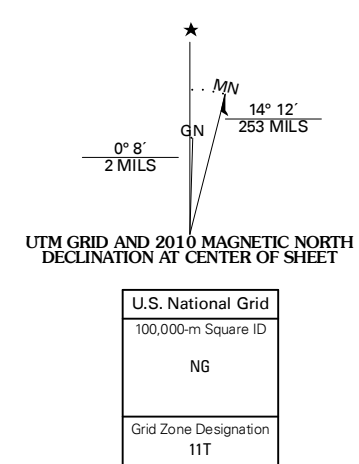 MN
14° 12´
253 MILS
GN
0° 8´
2 MILS
UTM GRID AND 2010 MAGNETIC NORTH
DECLINATION AT CENTER OF SHEET
U.S. National Grid
100,000-m Square ID
NG
Grid Zone Designation
11T